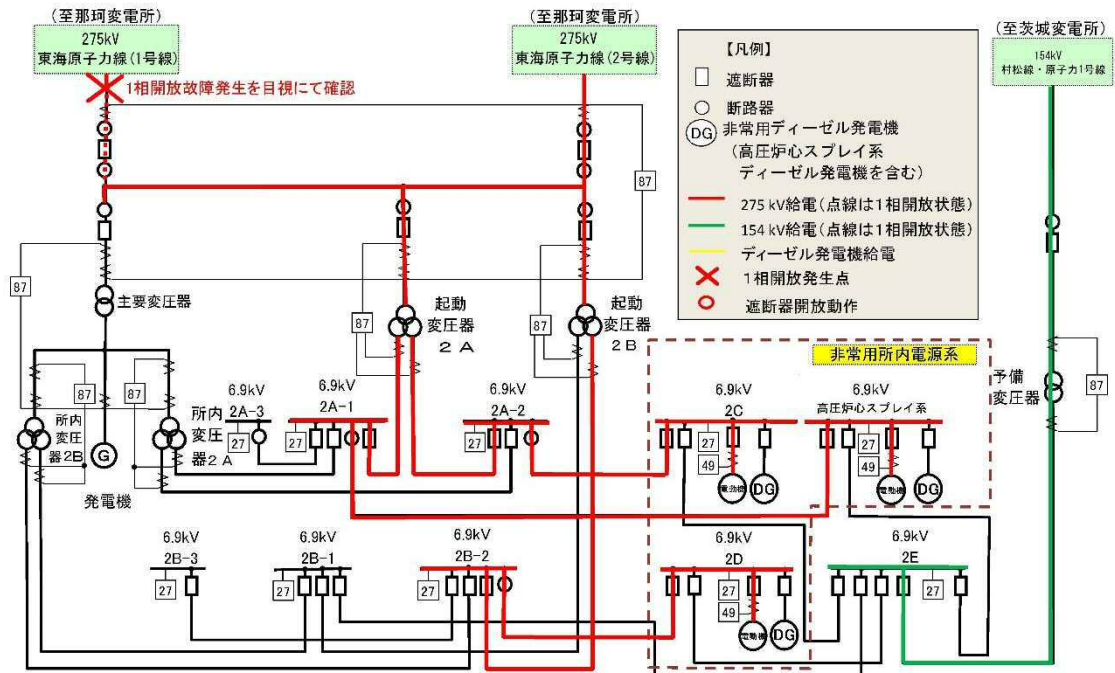 (至那珂変電所)
275kV
東海原子力線(1号線)
(至那珂変電所)
275kV
東海原子力線(2号線)
(至茨城変電所)
154kV
村松線・原子力1号線
1相開放故障発生を目視にて確認
【凡例】
遮断器
断路器
DG 非常用ディーゼル発電機
(高圧炉心スプレイ系
ディーゼル発電機を含む)
275kV給電(点線は1相開放状態)
154kV給電(点線は1相開放状態)
ディーゼル発電機給電
1相開放発生点
遮断器開放動作
87
87
主要変圧器
87
起動
変圧器
2A
87
起動
変圧器
2B
87
87
所内
変圧
器2B
G
発電機
所内
変圧
器2A
予備
変圧器
87
非常用所内電源系
6.9kV
2A-3
27
6.9kV
2A-1
27
6.9kV
2A-2
27
6.9kV
2C
27
49
電動機
DG
6.9kV
高圧炉心スプレイ系
27
49
電動機
DG
6.9kV
2B-3
27
6.9kV
2B-1
27
6.9kV
2B-2
27
6.9kV
2D
27
49
電動機
DG
6.9kV
2E
27